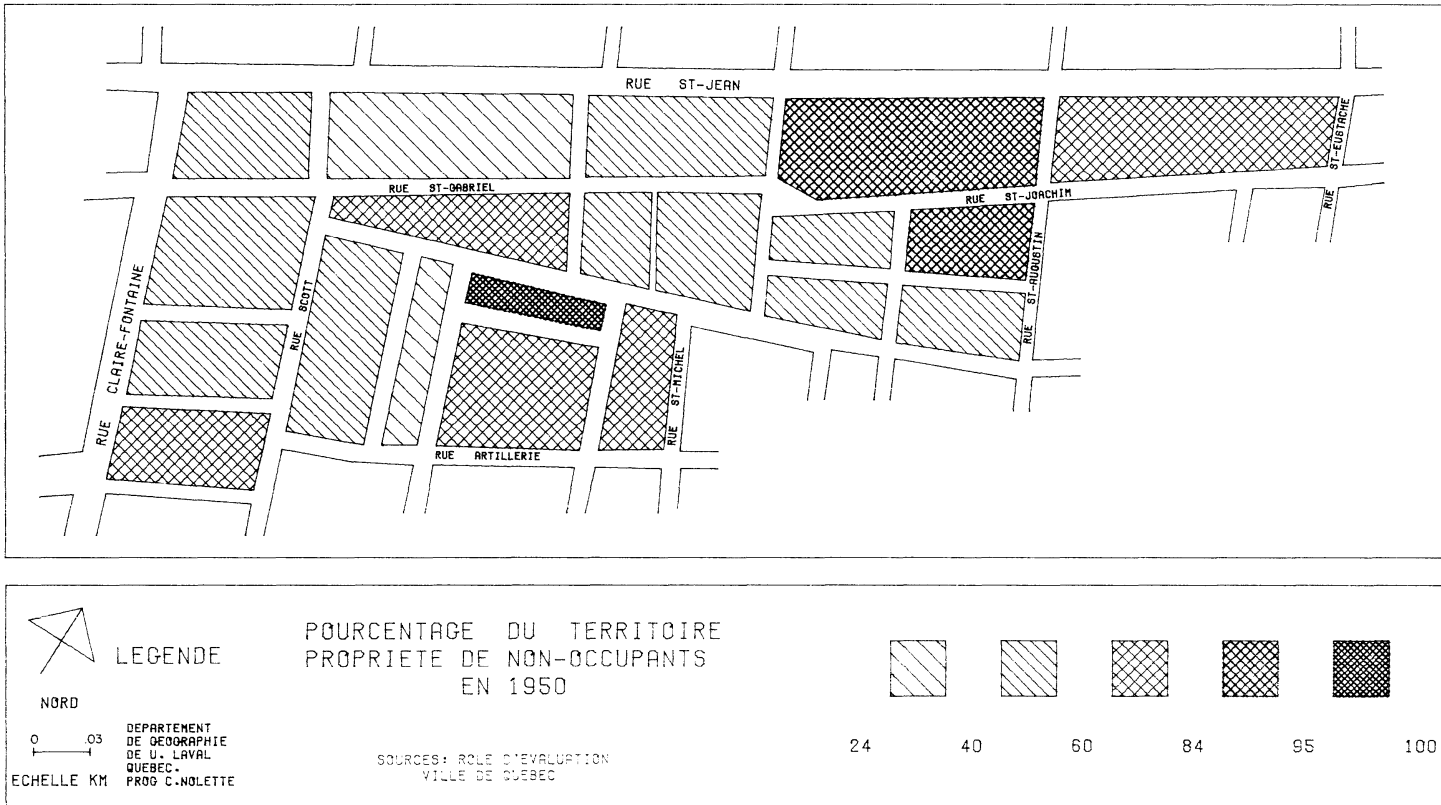 RUE ST-JEAN
RUE ST-GABRIEL
RUE ST-JOACHIM
RUE ST-EUSTACHE
RUE ST-AUGUSTIN
RUE CLAIRE-FONTAINE
RUE SCOTT
RUE ST-MICHEL
RUE ARTILLERIE
LEGENDE
NORD
0 .03
ECHELLE KM
DEPARTEMENT
DE GEOGRAPHIE
DE U. LAVAL
QUEBEC.
PROG C.NOLETTE
POURCENTAGE DU TERRITOIRE
PROPRIETE DE NON-OCCUPANTS
EN 1950
SOURCES: ROLE D'EVALUATION
VILLE DE QUEBEC
24 40 60 84 95 100